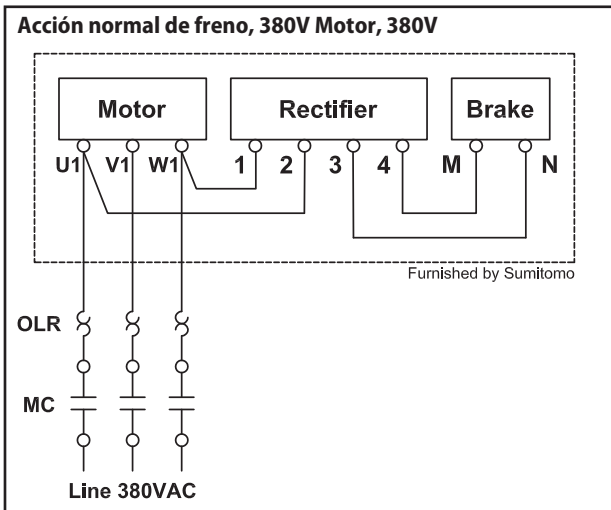 Acción normal de freno, 380V Motor, 380V
Motor Rectifier Brake
U1 V1 W1 1 2 3 4 M N
Furnished by Sumitomo
OLR
MC
Line 380VAC